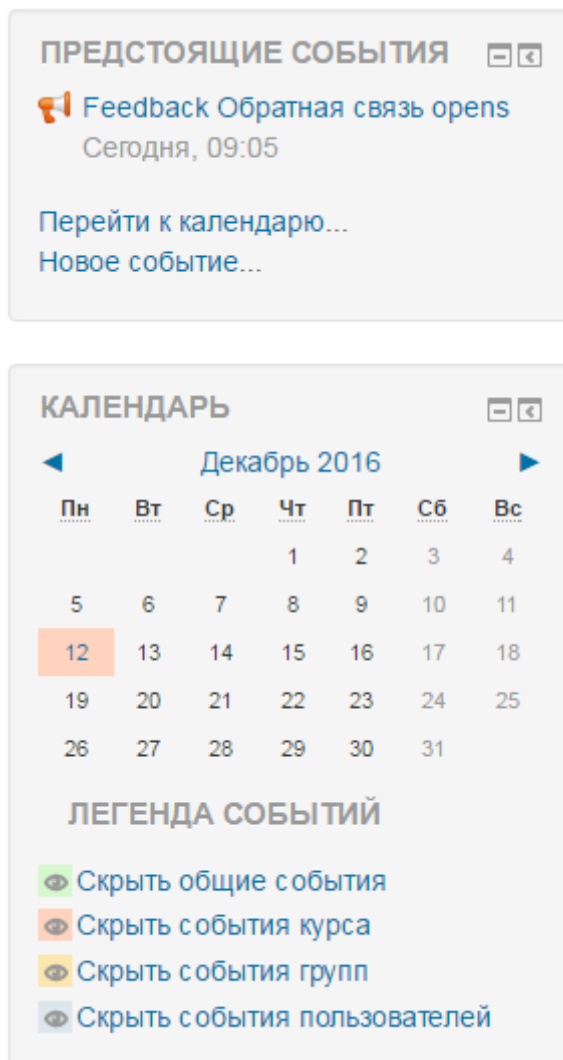 ПРЕДСТОЯЩИЕ СОБЫТИЯ
Feedback Обратная связь opens
Сегодня, 09:05
Перейти к календарю...
Новое событие...
КАЛЕНДАРЬ
Декабрь 2016
Пн Вт Ср Чт Пт Сб Вс
1 2 3 4
5 6 7 8 9 10 11
12 13 14 15 16 17 18
19 20 21 22 23 24 25
26 27 28 29 30 31
ЛЕГЕНДА СОБЫТИЙ
Скрыть общие события
Скрыть события курса
Скрыть события групп
Скрыть события пользователей